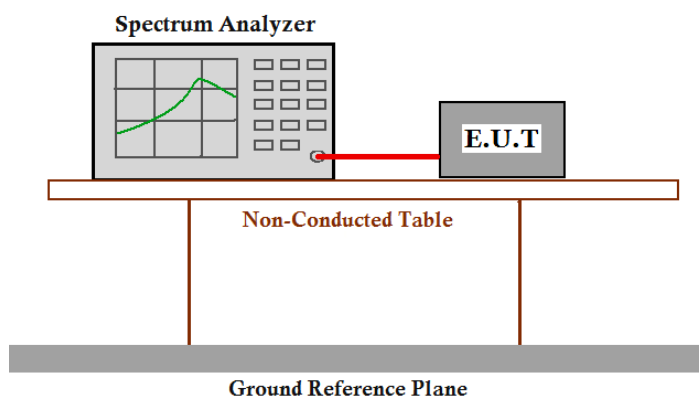 Spectrum Analyzer
E.U.T
Non-Conducted Table
Ground Reference Plane